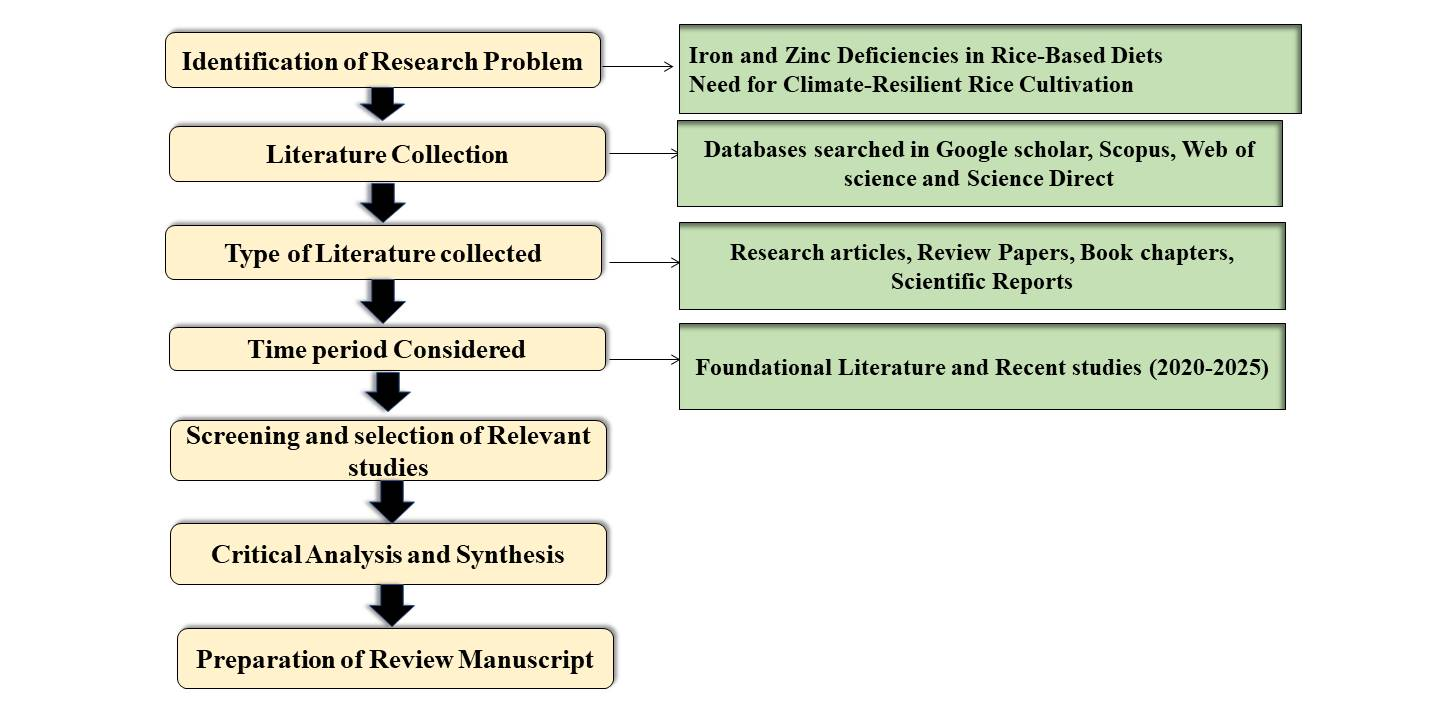 Identification of Research Problem
Iron and Zinc Deficiencies in Rice-Based Diets
Need for Climate-Resilient Rice Cultivation
Literature Collection
Databases searched in Google scholar, Scopus, Web of
science and Science Direct
Type of Literature collected
Research articles, Review Papers, Book chapters,
Scientific Reports
Time period Considered
Foundational Literature and Recent studies (2020-2025)
Screening and selection of Relevant
studies
Critical Analysis and Synthesis
Preparation of Review Manuscript